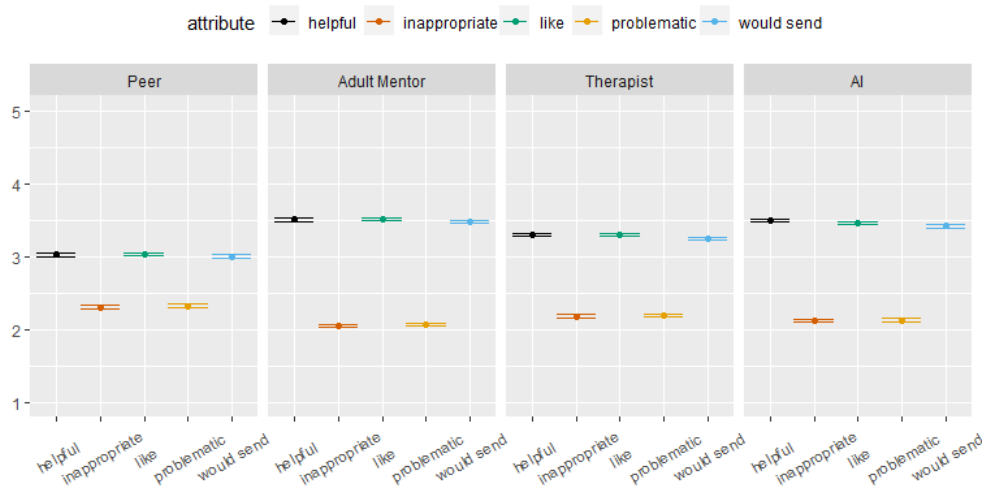 attribute helpful inappropriate like problematic would send
Peer Adult Mentor Therapist AI
5
4
3
2
1
helpful inappropriate like problematic would send helpful inappropriate like problematic would send helpful inappropriate like problematic would send helpful inappropriate like problematic would send